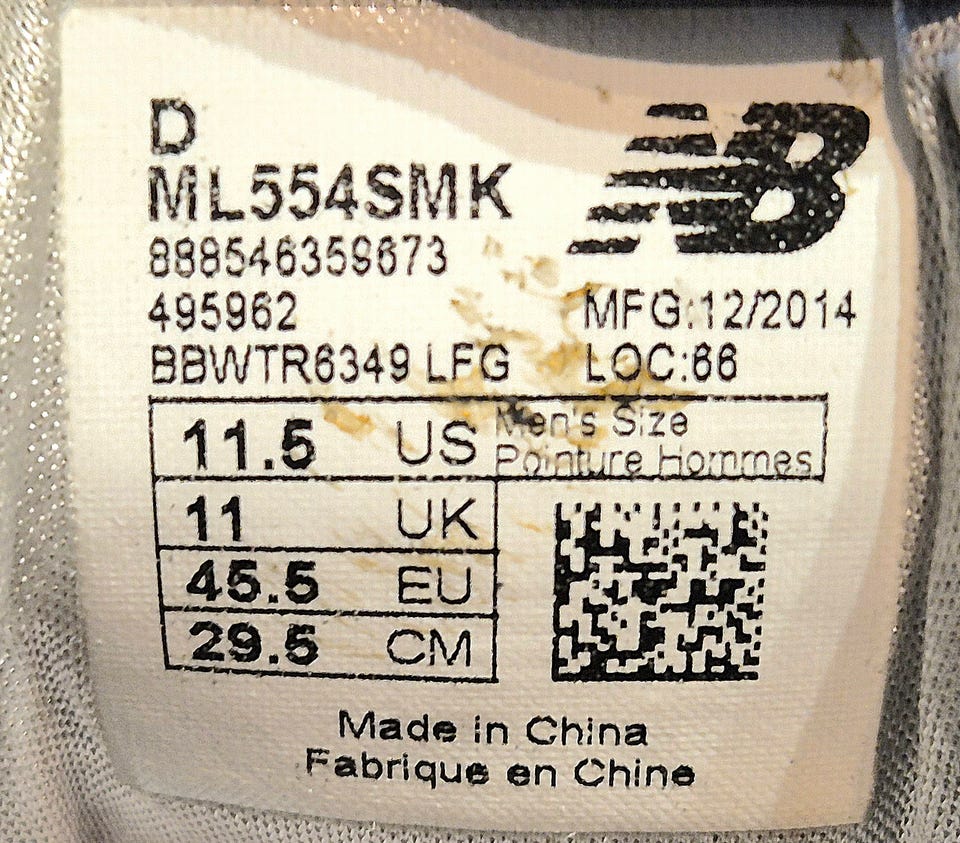 D
NB
ML554SMK
888546359673
495962
MFG:12/2014
BBWTR6349 LFG
LOC:66
11.5 US
Men's Size
Pointure Hommes
11 UK
45.5 EU
29.5 CM
Made in China
Fabrique en Chine